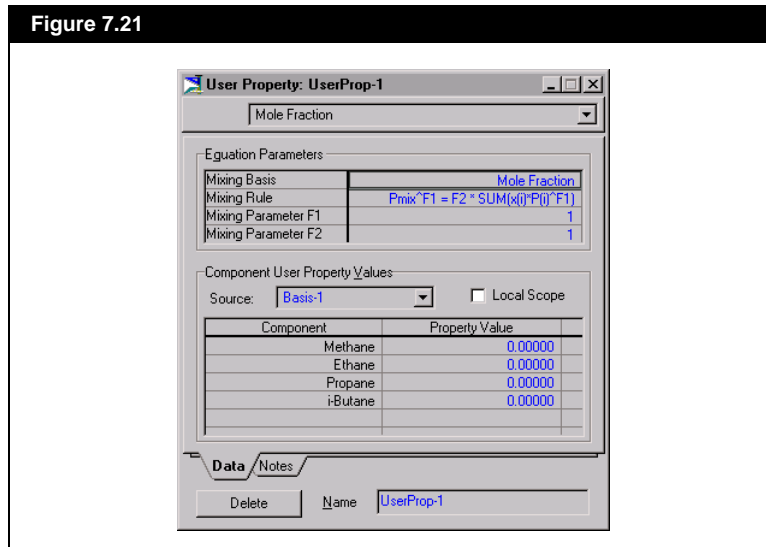 Figure 7.21
User Property: UserProp-1
Mole Fraction
Equation Parameters
Mixing Basis Mole Fraction
Mixing Rule Pmix^F1 = F2 * SUM(x(i)*P(i)^F1)
Mixing Parameter F1 1
Mixing Parameter F2 1
Component User Property Values
Source: Basis-1 Local Scope
Component Property Value
Methane 0.00000
Ethane 0.00000
Propane 0.00000
i-Butane 0.00000
Data Notes
Delete Name UserProp-1